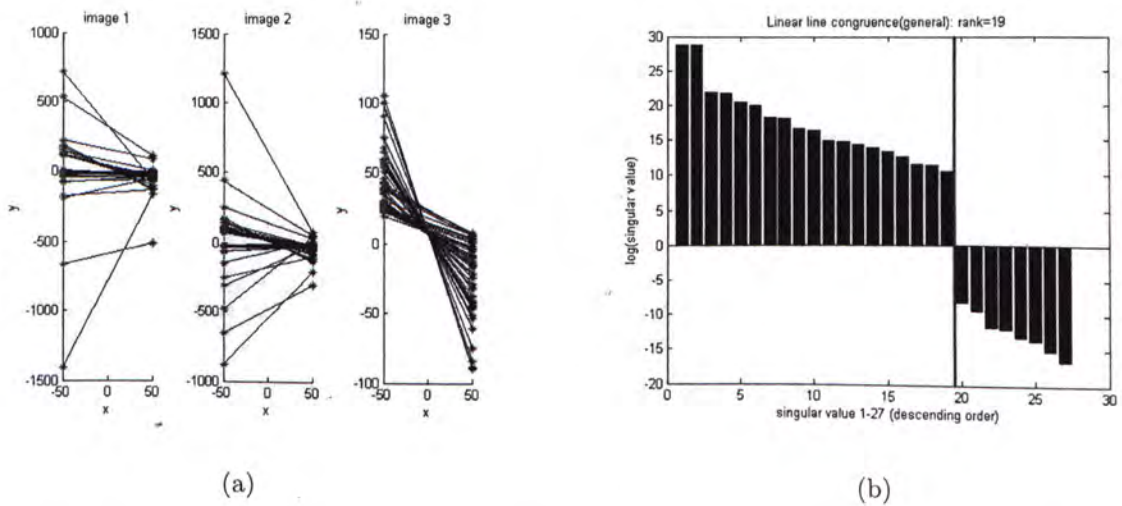 image 1
image 2
image 3
1000
500
0
-500
-1000
-1500
y
-50 0 50
x
1500
1000
500
0
-500
-1000
y
-50 0 50
x
150
100
50
0
-50
-100
y
-50 0 50
x
(a)
Linear line congruence(general): rank=19
30
25
20
15
10
5
0
-5
-10
-15
-20
log(singular value)
0 5 10 15 20 25 30
singular value 1-27 (descending order)
(b)